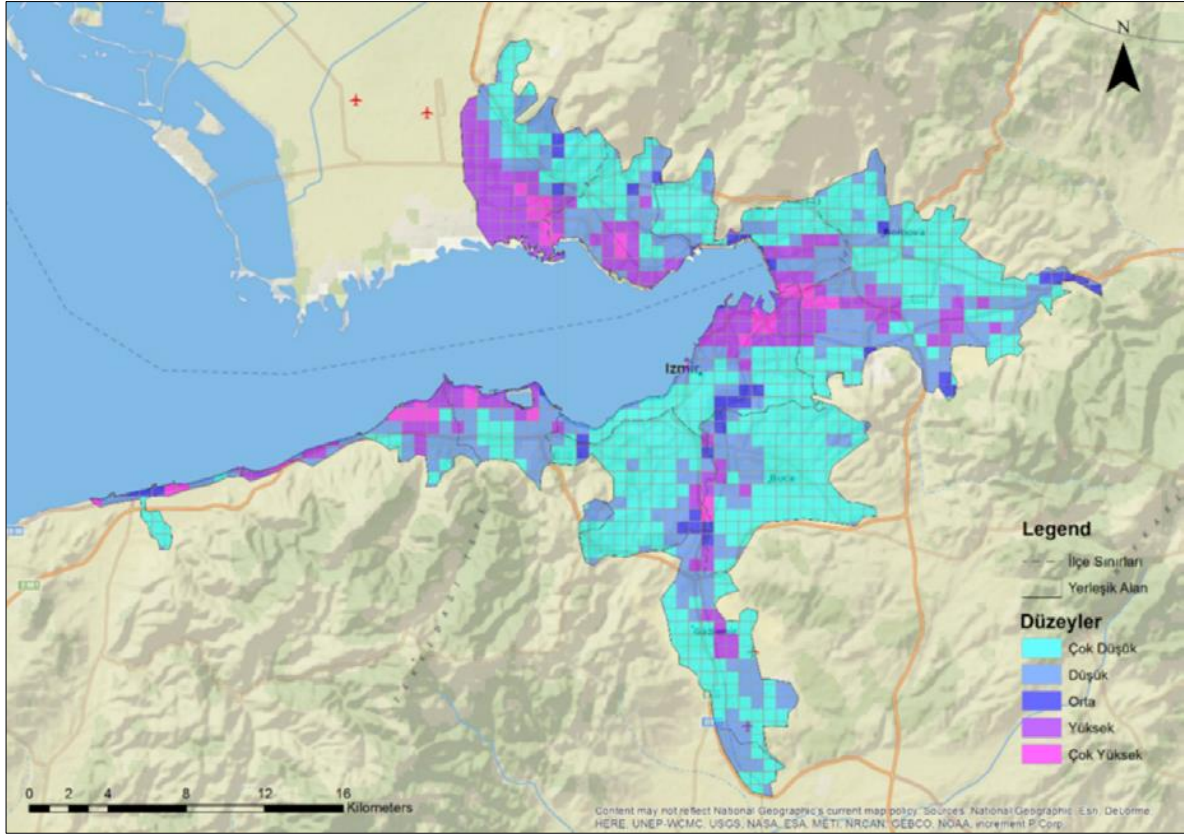 N
Bornova
Izmir
Buca
Legend
İlçe Sınırları
Yerleşik Alan
Düzeyler
Çok Düşük
Düşük
Orta
Yüksek
Çok Yüksek
0 2 4 8 12 16
Kilometers
Content may not reflect National Geographic's current map policy. Sources: National Geographic, Esri, DeLorme,
HERE, UNEP-WCMC, USGS, NASA, ESA, METI, NRCAN, GEBCO, NOAA, increment P Corp.